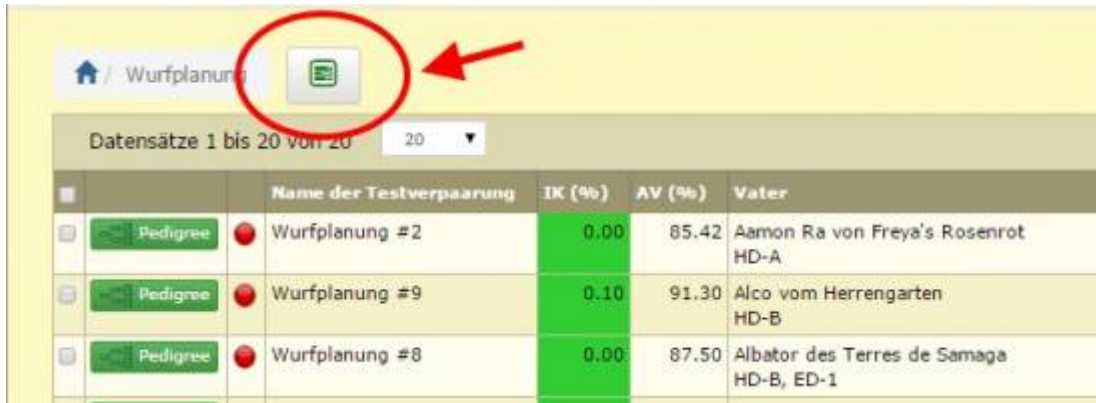 / Wurfplanung
Datensätze 1 bis 20 von 20 20
Name der Testverpaarung IK (%) AV (%) Vater
Pedigree Wurfplanung #2 0.00 85.42 Aamon Ra von Freya's Rosenrot
HD-A
Pedigree Wurfplanung #9 0.10 91.30 Alco vom Herrengarten
HD-B
Pedigree Wurfplanung #8 0.00 87.50 Albator des Terres de Samaga
HD-B, ED-1